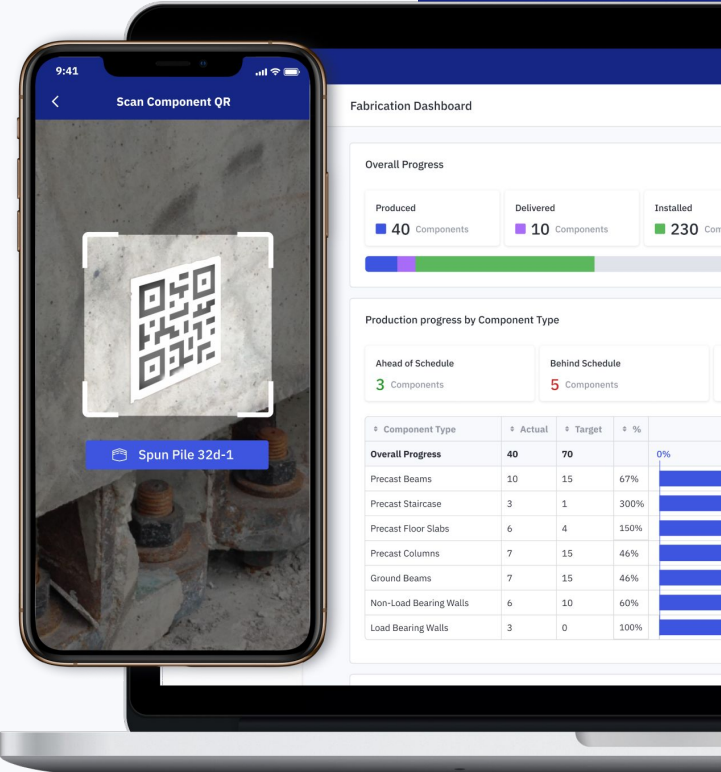 9:41
Scan Component QR
Spun Pile 32d-1
Fabrication Dashboard
Overall Progress
Produced Delivered Installed
40 Components 10 Components 230 Com
Production progress by Component Type
Ahead of Schedule Behind Schedule
3 Components 5 Components
Component Type Actual Target %
Overall Progress 40 70 0%
Precast Beams 10 15 67%
Precast Staircase 3 1 300%
Precast Floor Slabs 6 4 150%
Precast Columns 7 15 46%
Ground Beams 7 15 46%
Non-Load Bearing Walls 6 10 60%
Load Bearing Walls 3 0 100%